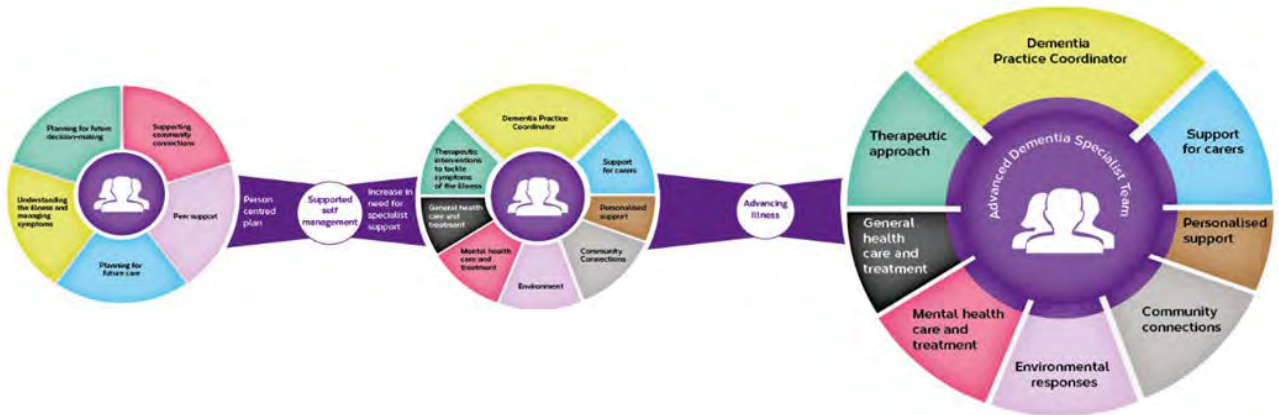 Planning for future
decision-making
Supporting
community
connections
Understanding
the illness and
managing
symptoms
Peer support
Planning for
future care
Person
centred
plan
Supported
self
management
Increase in
need for
specialist
support
Dementia Practice
Coordinator
Therapeutic
interventions
to tackle
symptoms
of the illness
Support
for carers
General health
care and
treatment
Personalised
support
Mental health
care and
treatment
Community
Connections
Environment
Advancing
Illness
Dementia
Practice Coordinator
Therapeutic
approach
Support
for carers
Advanced Dementia Specialist Team
General
health
care and
treatment
Personalised
support
Mental health
care and
treatment
Community
connections
Environmental
responses